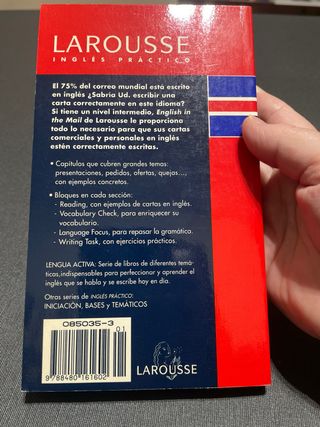 LAROUSSE
INGLÉS PRÁCTICO
El 75% del correo mundial está escrito
en inglés ¿Sabría Ud. escribir una
carta correctamente en este idioma?
Si tiene un nivel intermedio, English in
the Mail de Larousse le proporciona
todo lo necesario para que sus cartas
comerciales y personales en inglés
estén correctamente escritas.
• Capítulos que cubren grandes temas:
presentaciones, pedidos, ofertas, quejas...,
con ejemplos concretos.
• Bloques en cada sección:
- Reading, con ejemplos de cartas en inglés.
- Vocabulary Check, para enriquecer su
vocabulario.
- Language Focus, para repasar la gramática.
- Writing Task, con ejercicios prácticos.
LENGUA ACTIVA: Serie de libros de diferentes temá-
ticas,indispensables para perfeccionar y aprender el
inglés que se habla y se escribe hoy en día.
Otras series de INGLÉS PRÁCTICO:
INICIACIÓN, BASES y TEMÁTICOS
085035-3
01
9 788480 161602
LAROUSSE